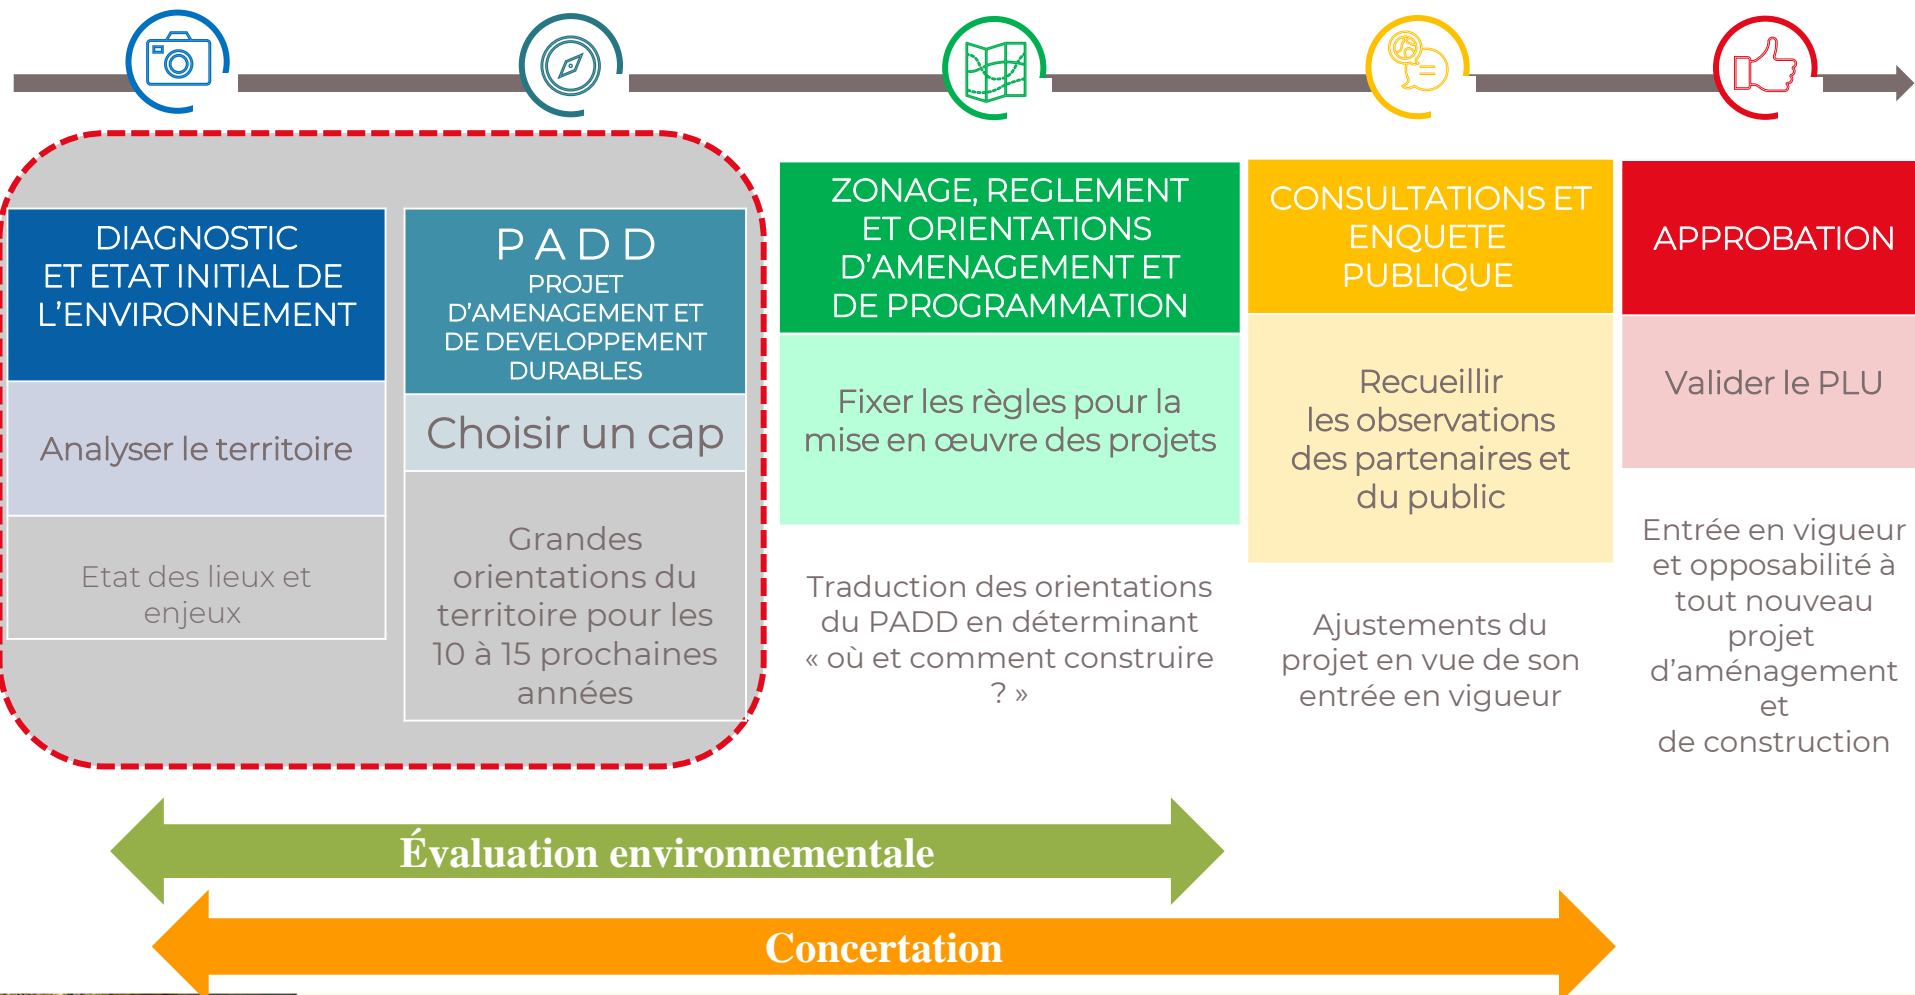 DIAGNOSTIC
ET ETAT INITIAL DE
L’ENVIRONNEMENT
Analyser le territoire
Etat des lieux et
enjeux
PADD
PROJET
D’AMENAGEMENT ET
DE DEVELOPPEMENT
DURABLES
Choisir un cap
Grandes
orientations du
territoire pour les
10 à 15 prochaines
années
ZONAGE, REGLEMENT
ET ORIENTATIONS
D’AMENAGEMENT ET
DE PROGRAMMATION
Fixer les règles pour la
mise en œuvre des projets
Traduction des orientations
du PADD en déterminant
« où et comment construire
? »
CONSULTATIONS ET
ENQUETE
PUBLIQUE
Recueillir
les observations
des partenaires et
du public
Ajustements du
projet en vue de son
entrée en vigueur
APPROBATION
Valider le PLU
Entrée en vigueur
et opposabilité à
tout nouveau
projet
d’aménagement
et
de construction
Évaluation environnementale
Concertation